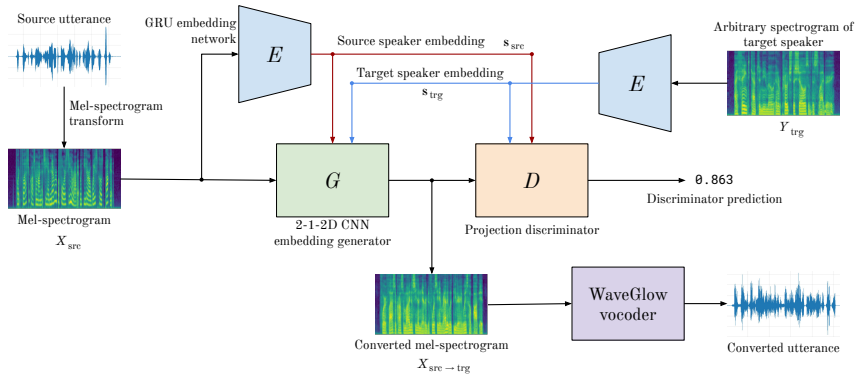 Source utterance
GRU embedding
network
E
Source speaker embedding s_src
Target speaker embedding
s_trg
E
Arbitrary spectrogram of
target speaker
Y_trg
Mel-spectrogram
transform
Mel-spectrogram
X_src
G
2-1-2D CNN
embedding generator
D
Projection discriminator
0.863
Discriminator prediction
Converted mel-spectrogram
X_src→trg
WaveGlow
vocoder
Converted utterance